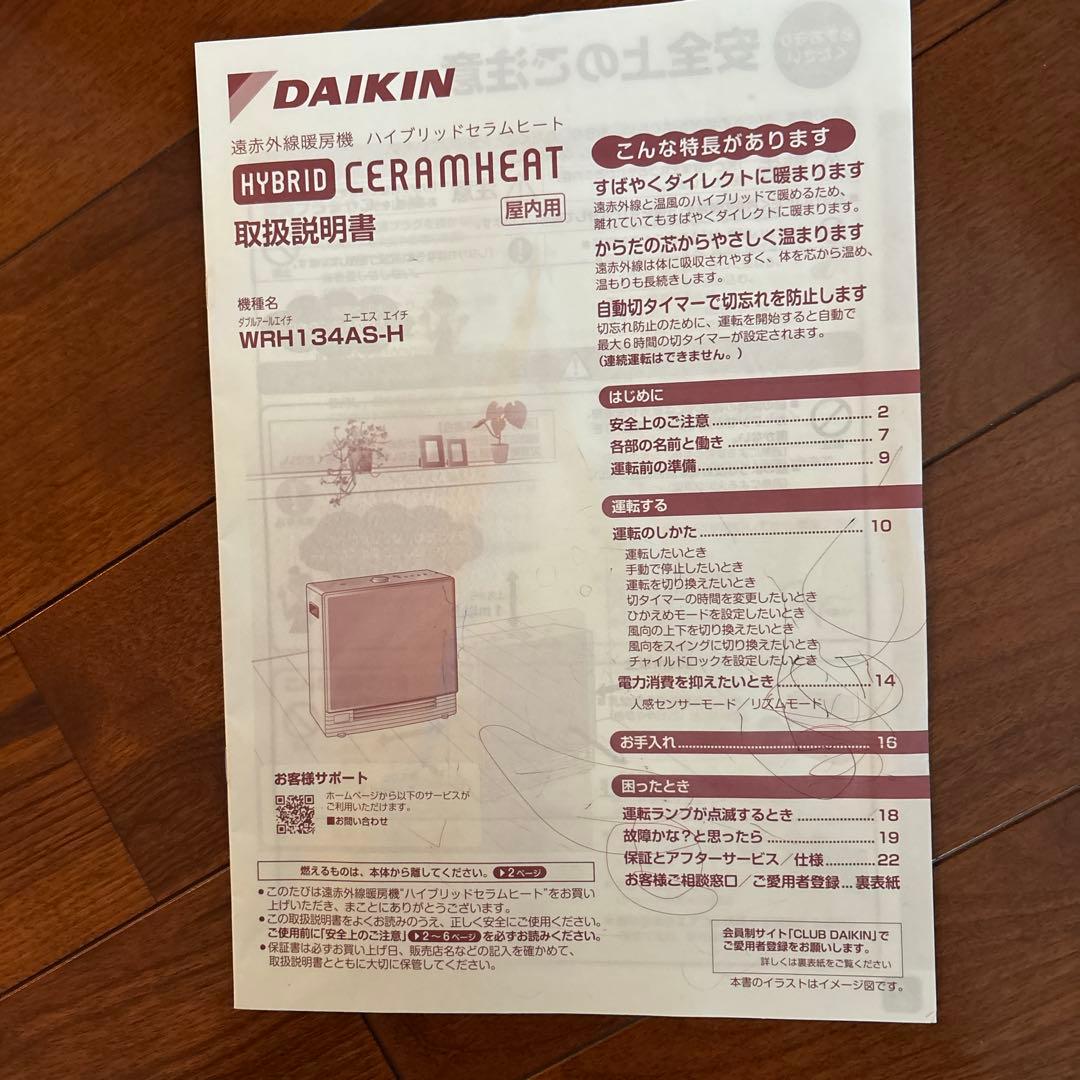 DAIKIN
遠赤外線暖房機 ハイブリッドセラムヒート
HYBRID CERAMHEAT
取扱説明書
屋内用
機種名
ダブルアールエイチ エーエス エイチ
WRH134AS-H
お客様サポート
ホームページから以下のサービスが
ご利用いただけます。
■お問い合わせ
燃えるものは、本体から離してください。 2ページ
●このたびは遠赤外線暖房機"ハイブリッドセラムヒート"をお買い
上げいただき、まことにありがとうございます。
●この取扱説明書をよくお読みのうえ、正しく安全にご使用ください。
ご使用前に「安全上のご注意」 2〜6ページ を必ずお読みください。
●保証書は必ずお買い上げ日、販売店名などの記入を確かめて、
取扱説明書とともに大切に保管してください。
こんな特長があります
すばやくダイレクトに暖まります
遠赤外線と温風のハイブリッドで暖めるため、
離れていてもすばやくダイレクトに暖まります。
からだの芯からやさしく温まります
遠赤外線は体に吸収されやすく、体を芯から温め、
温もりも長続きします。
自動切タイマーで切忘れを防止します
切忘れ防止のために、運転を開始すると自動で
最大6時間の切タイマーが設定されます。
(連続運転はできません。)
はじめに
安全上のご注意 2
各部の名前と働き 7
運転前の準備 9
運転する
運転のしかた 10
運転したいとき
手動で停止したいとき
運転を切り換えたいとき
切タイマーの時間を変更したいとき
ひかえめモードを設定したいとき
風向の上下を切り換えたいとき
風向をスイングに切り換えたいとき
チャイルドロックを設定したいとき
電力消費を抑えたいとき 14
人感センサーモード/リズムモード
お手入れ 16
困ったとき
運転ランプが点滅するとき 18
故障かな?と思ったら 19
保証とアフターサービス/仕様 22
お客様ご相談窓口/ご愛用者登録…裏表紙
会員制サイト「CLUB DAIKIN」で
ご愛用者登録をお願いします。
詳しくは裏表紙をご覧ください
本書のイラストはイメージ図です。